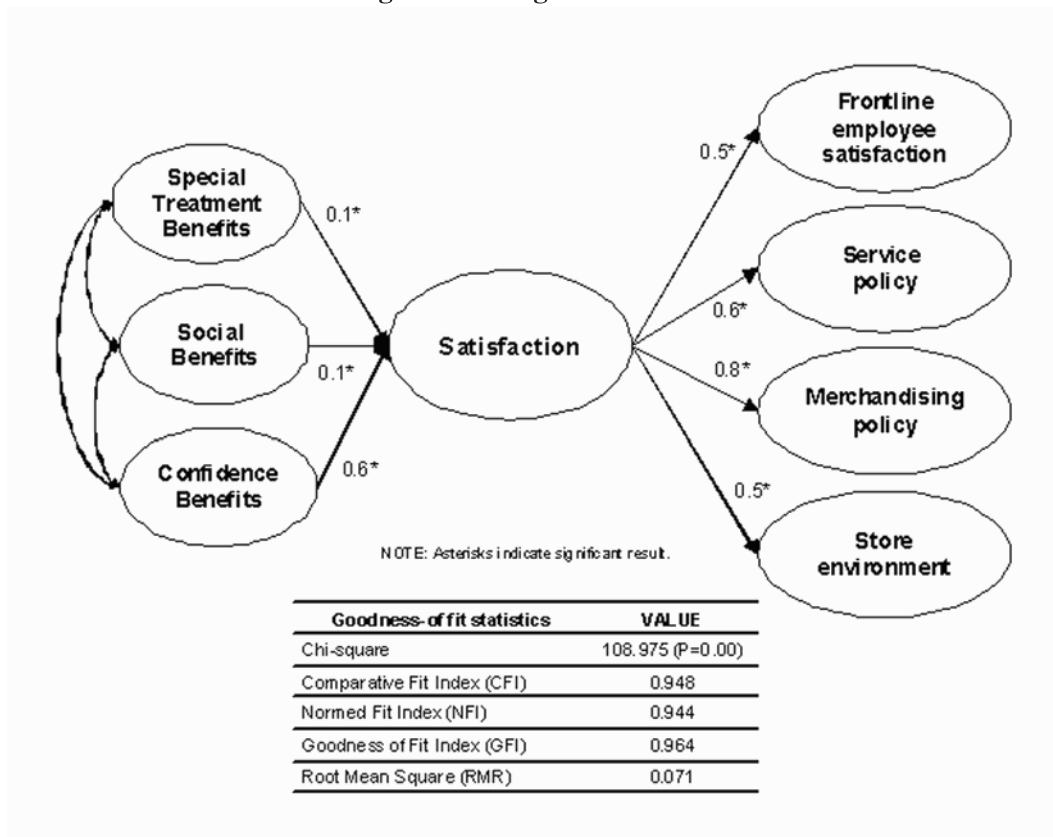 Special
Treatment
Benefits
Social
Benefits
Confidence
Benefits
0.1*
0.1*
0.6*
Satisfaction
0.5*
0.6*
0.8*
0.5*
Frontline
employee
satisfaction
Service
policy
Merchandising
policy
Store
environment
NOTE: Asterisks indicate significant result.
Goodness-of fit statistics VALUE
Chi-square 108.975 (P=0.00)
Comparative Fit Index (CFI) 0.948
Normed Fit Index (NFI) 0.944
Goodness of Fit Index (GFI) 0.964
Root Mean Square (RMR) 0.071